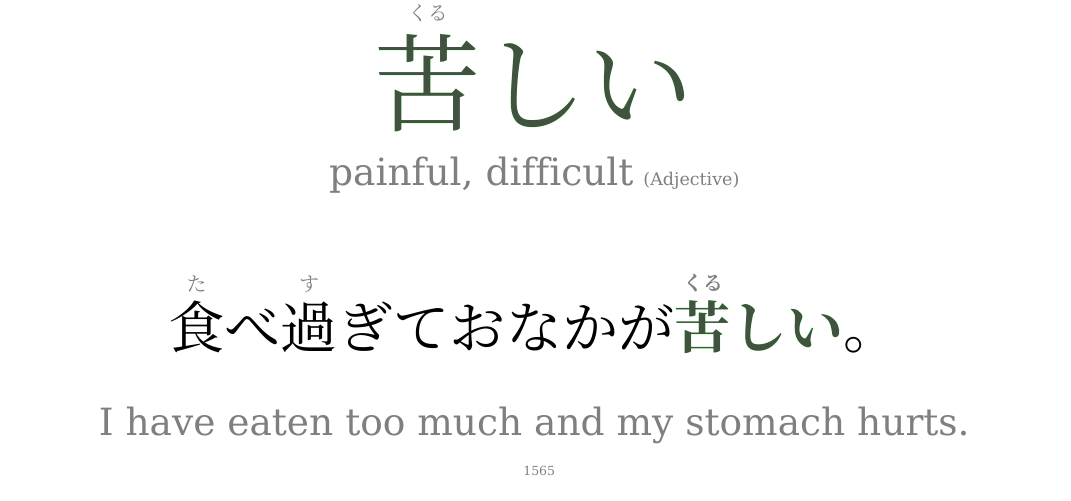 くる
苦しい
painful, difficult (Adjective)
た す くる
食べ過ぎておなかが苦しい。
I have eaten too much and my stomach hurts.
1565